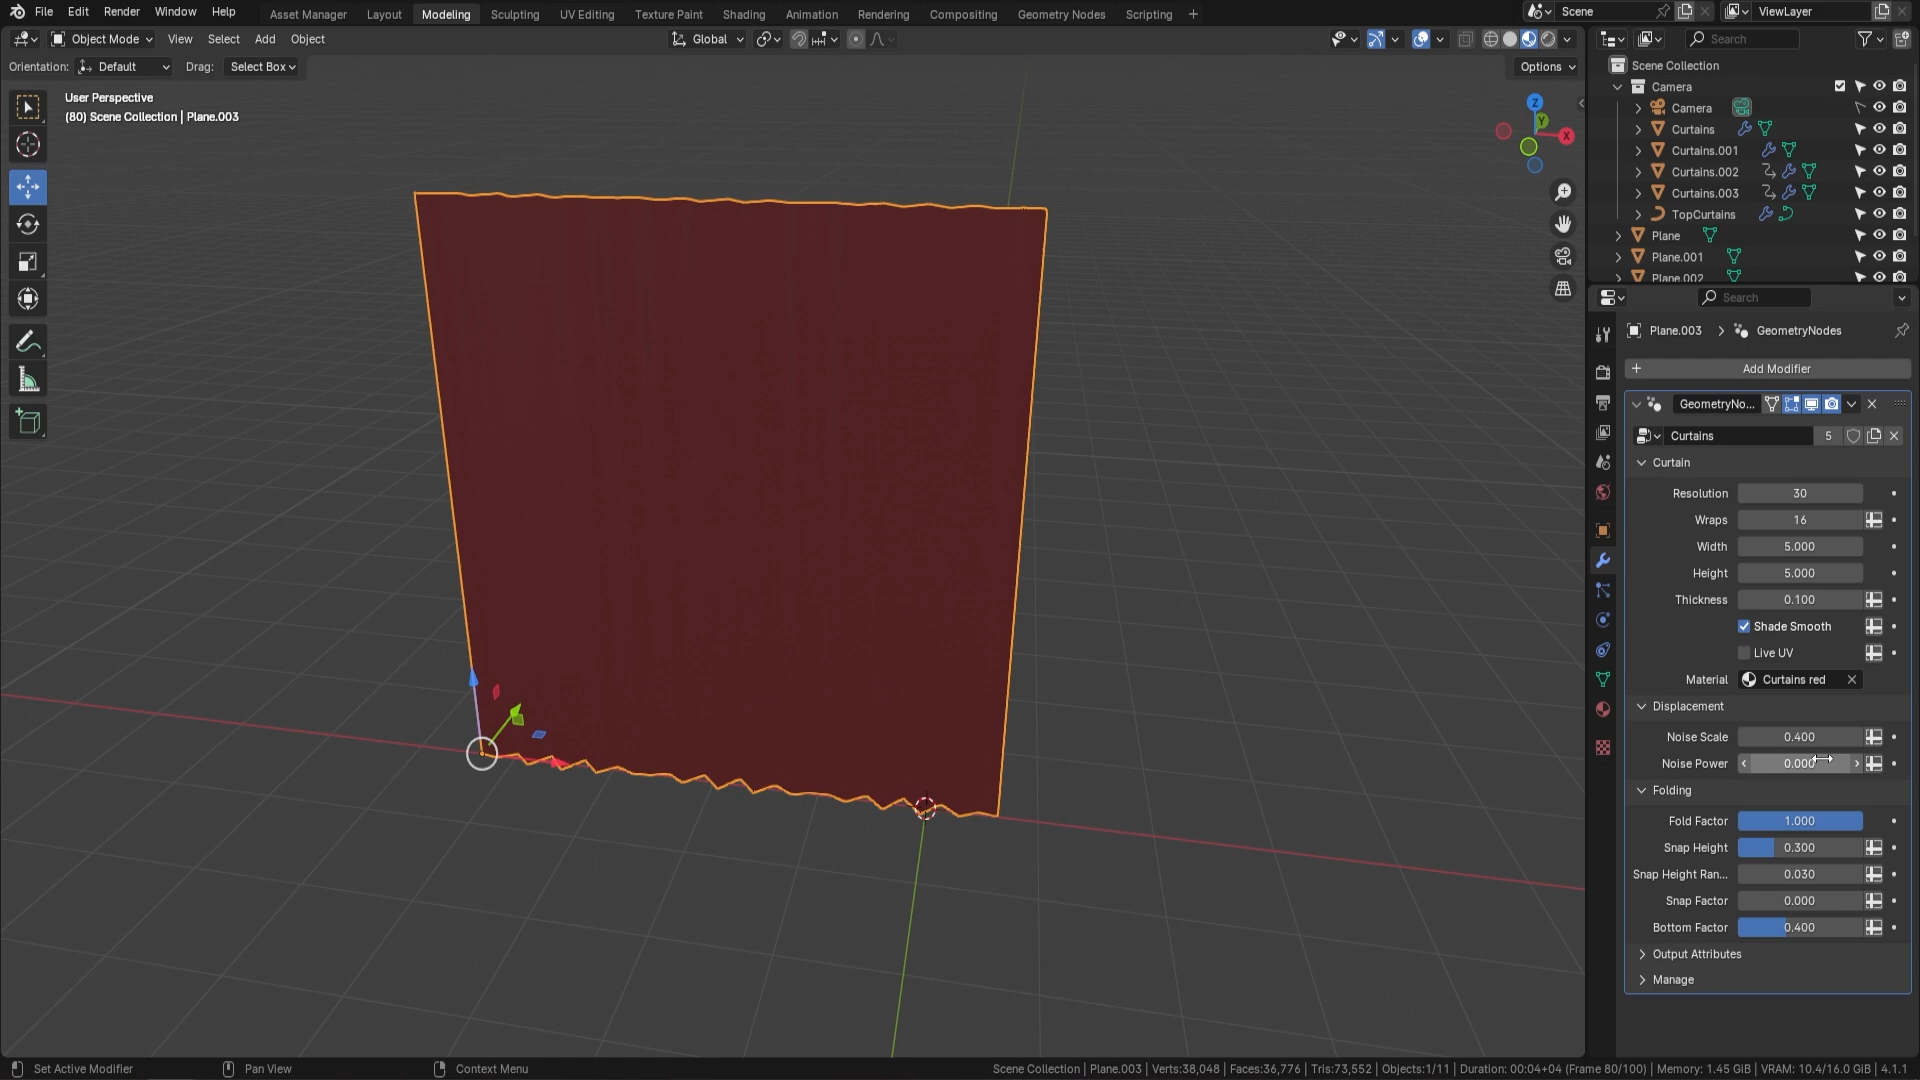 File Edit Render Window Help Asset Manager Layout Modeling Sculpting UV Editing Texture Paint Shading Animation Rendering Compositing Geometry Nodes Scripting + Scene ViewLayer
Object Mode View Select Add Object Global Search
Orientation: Default Drag: Select Box Options
User Perspective
(80) Scene Collection | Plane.003
Z
Y
X
Scene Collection
Camera
Camera
Curtains
Curtains.001
Curtains.002
Curtains.003
TopCurtains
Plane
Plane.001
Plane.002
Search
Plane.003 > GeometryNodes
+ Add Modifier
GeometryNo...
Curtains 5
Curtain
Resolution 30
Wraps 16
Width 5.000
Height 5.000
Thickness 0.100
Shade Smooth
Live UV
Material Curtains red
Displacement
Noise Scale 0.400
Noise Power 0.000
Folding
Fold Factor 1.000
Snap Height 0.300
Snap Height Ran... 0.030
Snap Factor 0.000
Bottom Factor 0.400
Output Attributes
Manage
Set Active Modifier Pan View Context Menu Scene Collection | Plane.003 | Verts:38,048 | Faces:36,776 | Tris:73,552 | Objects:1/11 | Duration: 00:04+04 (Frame 80/100) | Memory: 1.45 GiB | VRAM: 10.4/16.0 GiB | 4.1.1